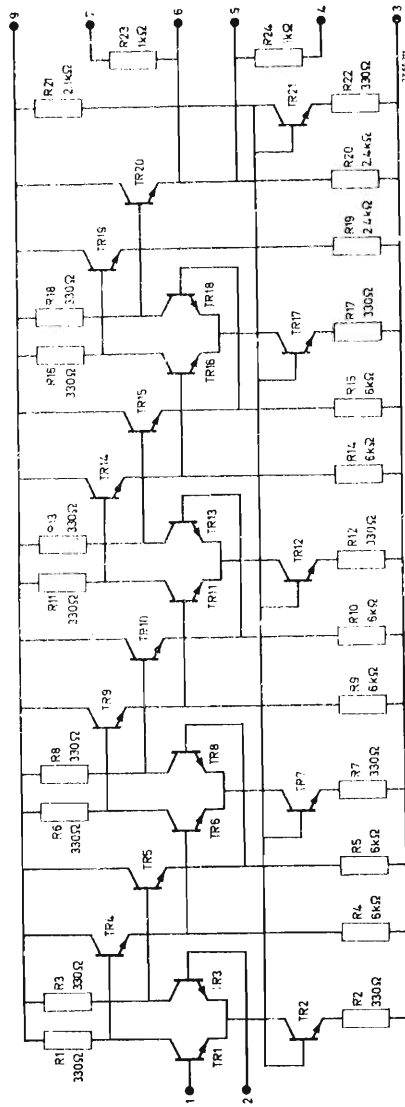 9
7
6
5
4
3
R23
1kΩ
R24
1kΩ
R21
2.1kΩ
TR21
R22
330Ω
TR20
R20
2.4kΩ
TR19
R19
2.4kΩ
R18
330Ω
R16
330Ω
TR18
TR16
TR17
R17
330Ω
TR15
R15
6kΩ
TR14
R14
6kΩ
R13
330Ω
R11
330Ω
TR13
TR11
TR12
R12
330Ω
TR10
R10
6kΩ
TR9
R9
6kΩ
R8
330Ω
R6
330Ω
TR8
TR6
TR7
R7
330Ω
TR5
R5
6kΩ
TR4
R4
6kΩ
R3
330Ω
R1
330Ω
TR3
TR1
TR2
R2
330Ω
1
2